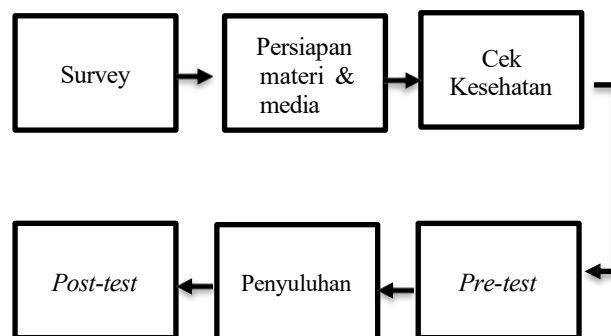 Survey
Persiapan
materi & 
media
Cek
Kesehatan
Pre-test
Penyuluhan
Post-test